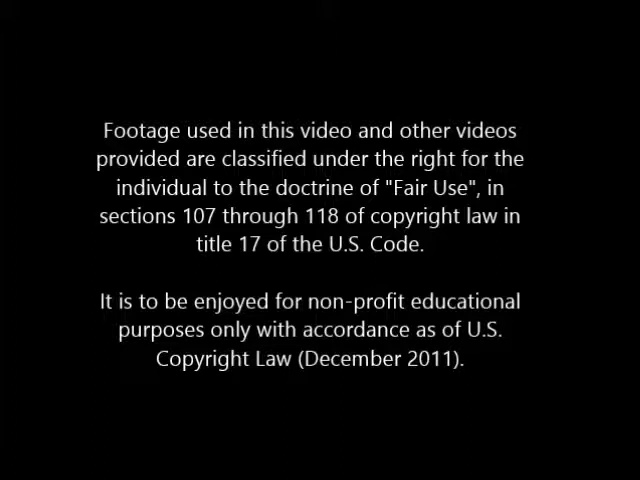 Footage used in this video and other videos
provided are classified under the right for the
individual to the doctrine of "Fair Use", in
sections 107 through 118 of copyright law in
title 17 of the U.S. Code.
It is to be enjoyed for non-profit educational
purposes only with accordance as of U.S.
Copyright Law (December 2011).